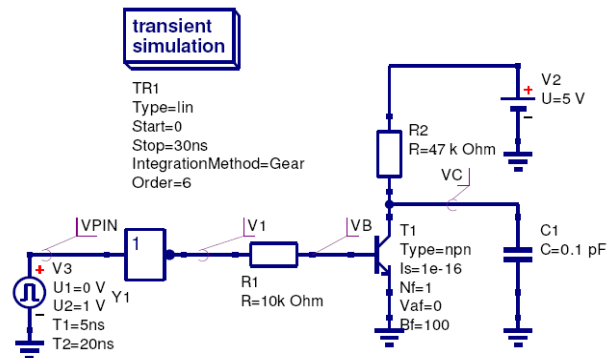 transient
simulation
TR1
Type=lin
Start=0
Stop=30ns
IntegrationMethod=Gear
Order=6
V2
U=5 V
R2
R=47 k Ohm
VC
VPIN
1
V1
VB
T1
Type=npn
Is=1e-16
Nf=1
Vaf=0
Bf=100
C1
C=0.1 pF
R1
R=10k Ohm
V3
U1=0 V
U2=1 V
T1=5ns
T2=20ns
Y1